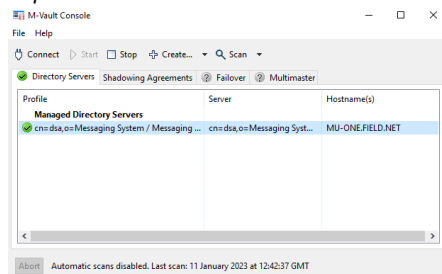 M-Vault Console
File Help
Connect Start Stop Create... Scan
Directory Servers Shadowing Agreements Failover Multimaster
Profile Server Hostname(s)
Managed Directory Servers
cn=dsa,o=Messaging System / Messaging ... cn=dsa,o=Messaging Syst... MU-ONE.FIELD.NET
Abort Automatic scans disabled. Last scan: 11 January 2023 at 12:42:37 GMT